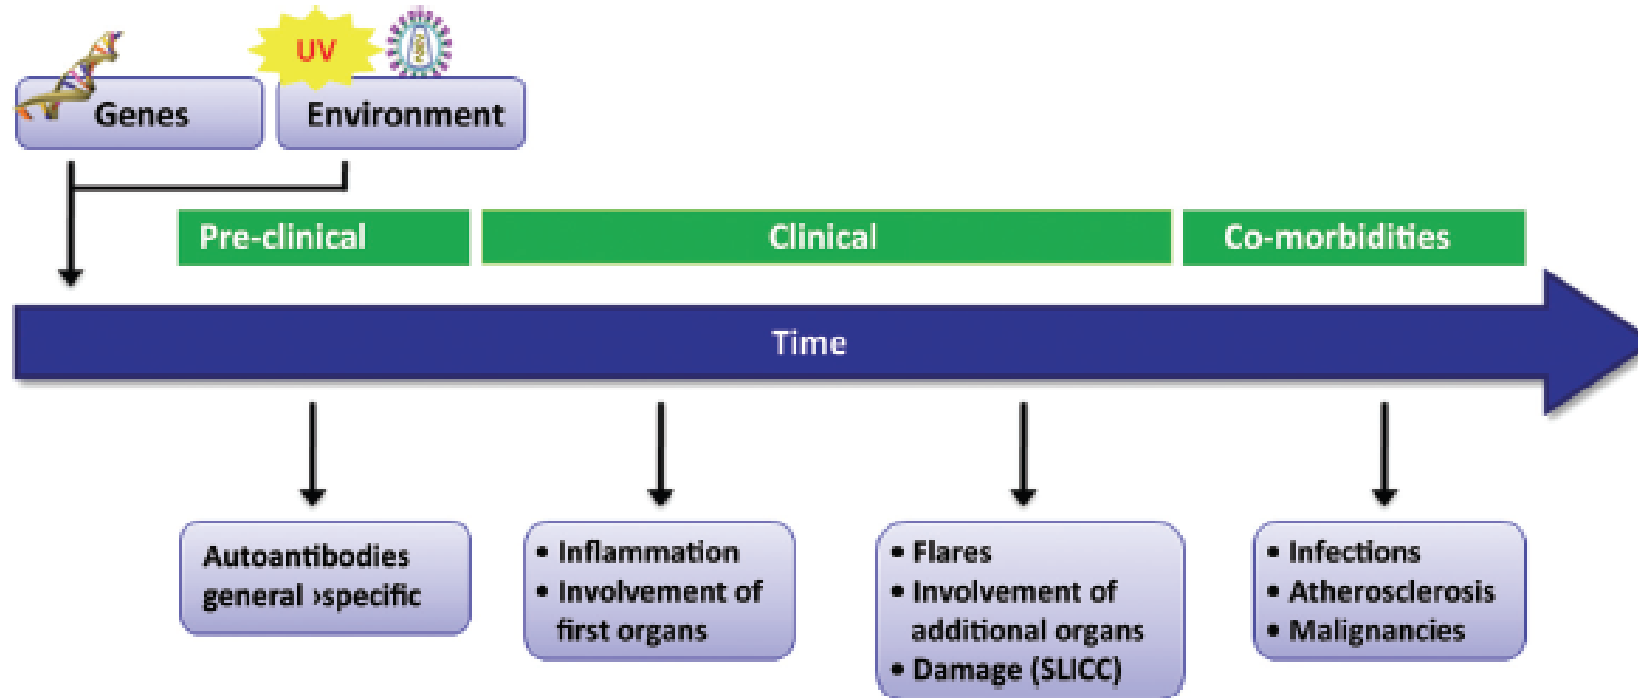 UV
Genes
Environment
Pre-clinical
Clinical
Co-morbidities
Time
Autoantibodies
general ›specific
• Inflammation
• Involvement of
first organs
• Flares
• Involvement of
additional organs
• Damage (SLICC)
• Infections
• Atherosclerosis
• Malignancies